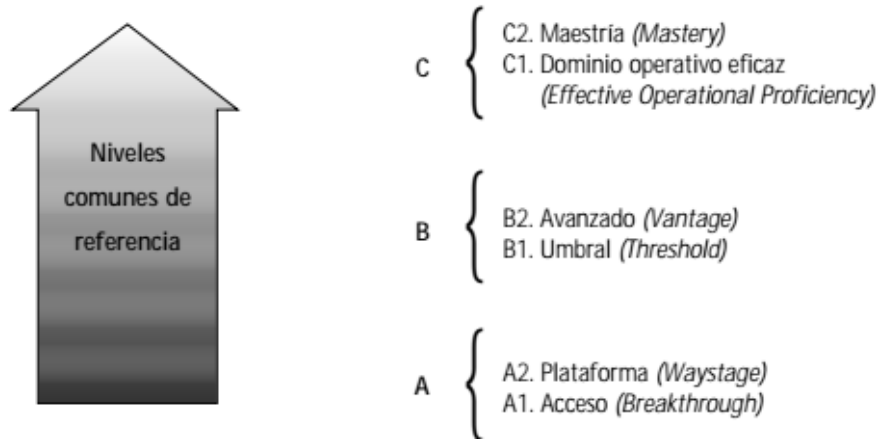 Niveles
comunes de
referencia
C
C2. Maestría (Mastery)
C1. Dominio operativo eficaz
(Effective Operational Proficiency)
B
B2. Avanzado (Vantage)
B1. Umbral (Threshold)
A
A2. Plataforma (Waystage)
A1. Acceso (Breakthrough)